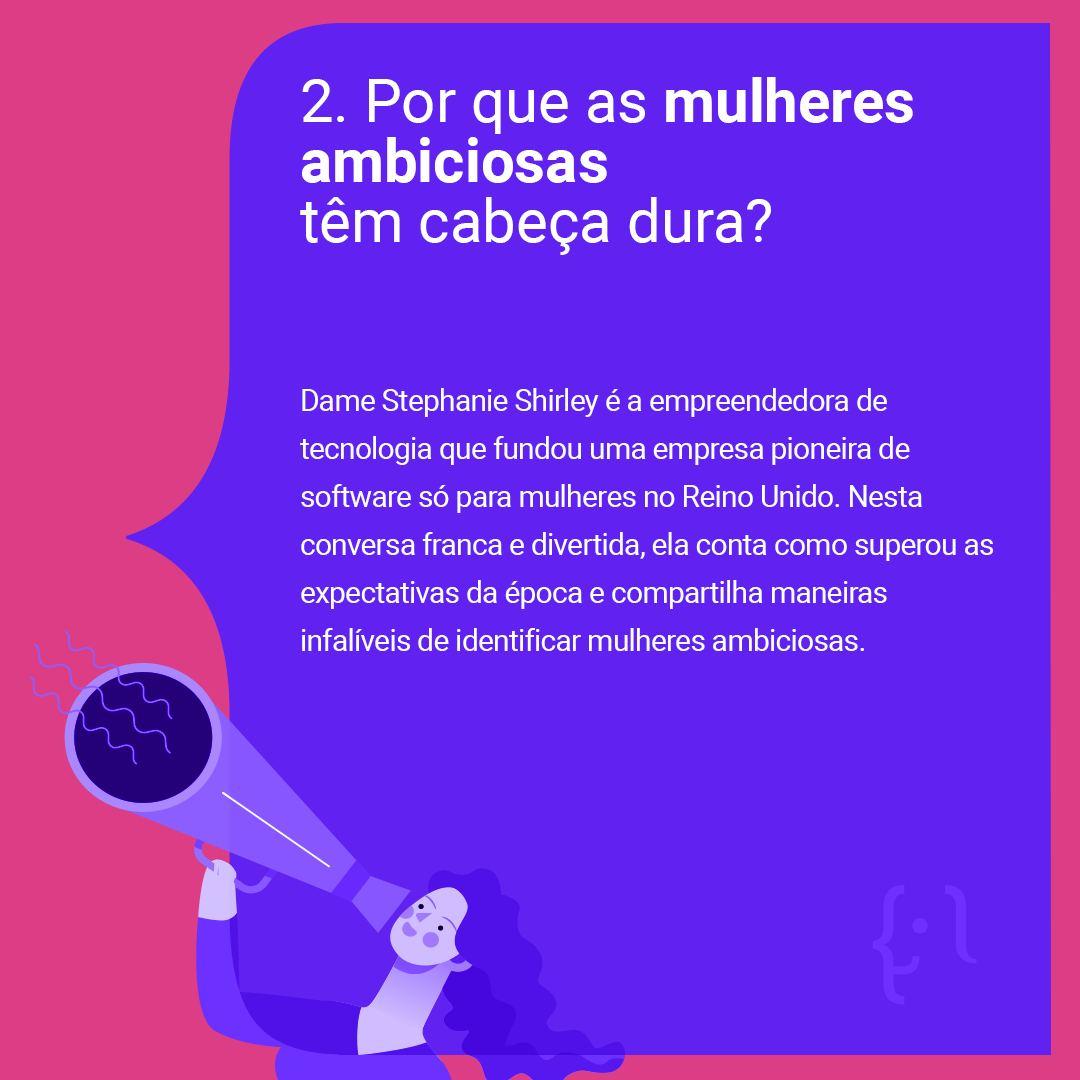 2. Por que as mulheres
ambiciosas
têm cabeça dura?
Dame Stephanie Shirley é a empreendedora de
tecnologia que fundou uma empresa pioneira de
software só para mulheres no Reino Unido. Nesta
conversa franca e divertida, ela conta como superou as
expectativas da época e compartilha maneiras
infalíveis de identificar mulheres ambiciosas.